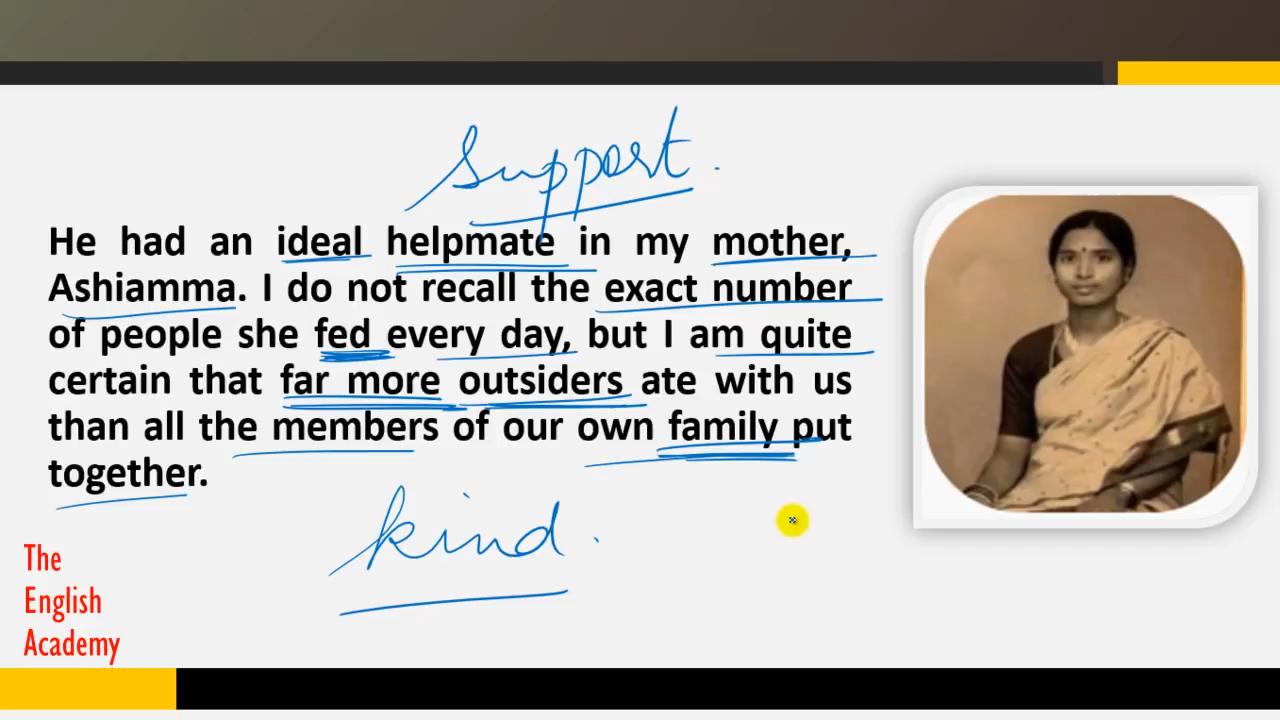 support.
He had an ideal helpmate in my mother,
Ashiamma. I do not recall the exact number
of people she fed every day, but I am quite
certain that far more outsiders ate with us
than all the members of our own family put
together.
kind.
The
English
Academy